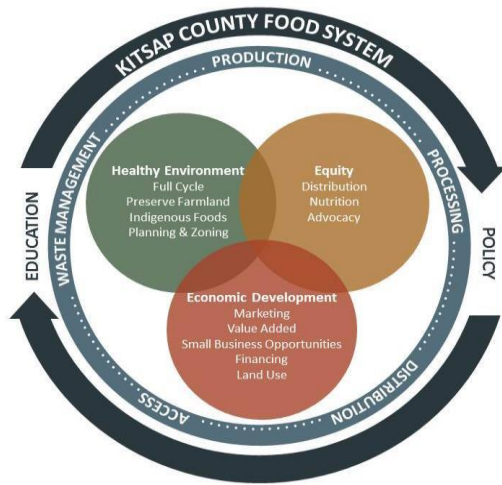 KITSAP COUNTY FOOD SYSTEM
PRODUCTION
PROCESSING
DISTRIBUTION
ACCESS
WASTE MANAGEMENT
EDUCATION
POLICY
Healthy Environment
Full Cycle
Preserve Farmland
Indigenous Foods
Planning & Zoning
Equity
Distribution
Nutrition
Advocacy
Economic Development
Marketing
Value Added
Small Business Opportunities
Financing
Land Use